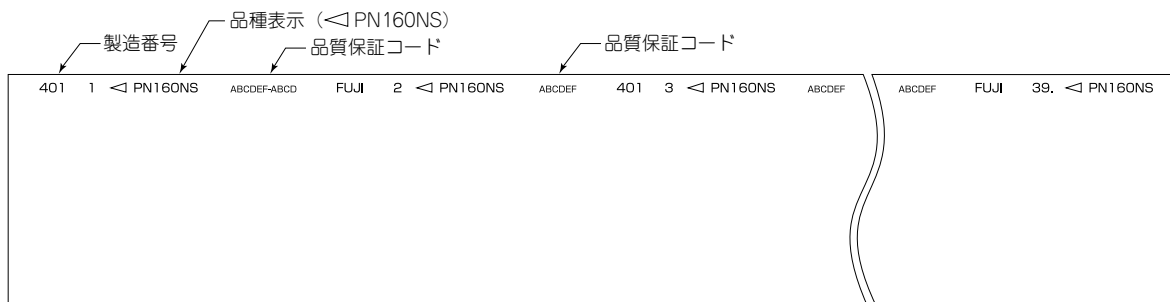 品種表示（◁ PN160NS）
製造番号
品質保証コード
品質保証コード
401 1 ◁ PN160NS ABCDEF-ABCD FUJI 2 ◁ PN160NS ABCDEF 401 3 ◁ PN160NS ABCDEF ABCDEF FUJI 39. ◁ PN160NS